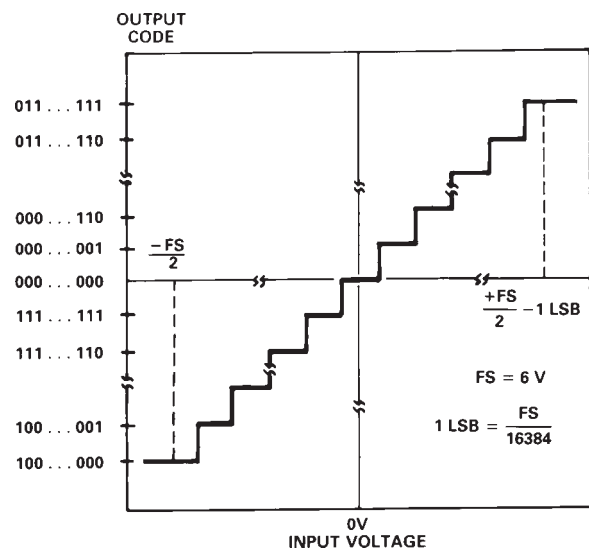 OUTPUT
CODE
011 . . . 111
011 . . . 110
000 . . . 110
000 . . . 001
000 . . . 000
111 . . . 111
111 . . . 110
100 . . . 001
100 . . . 000
−FS
2
+FS
2
−1 LSB
FS = 6 V
1 LSB = FS
16384
0V
INPUT VOLTAGE